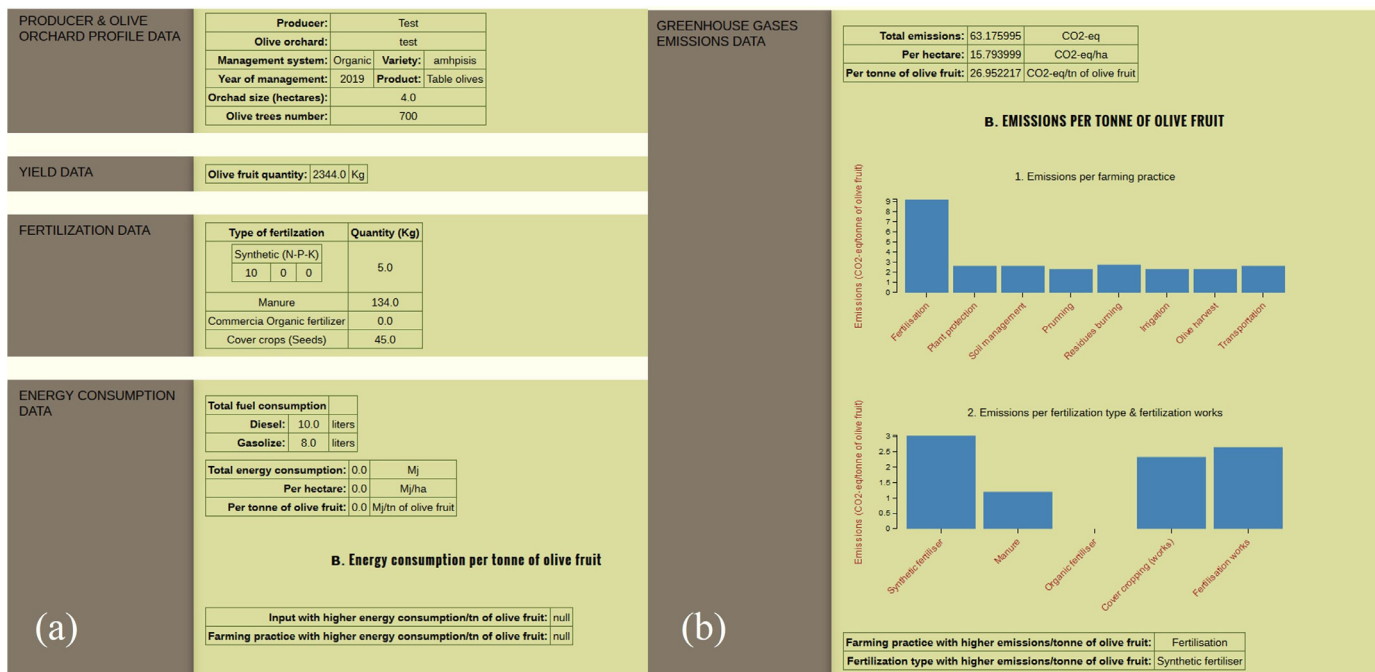 PRODUCER & OLIVE
ORCHARD PROFILE DATA
Producer: Test
Olive orchard: test
Management system: Organic Variety: amhpisis
Year of management: 2019 Product: Table olives
Orchad size (hectares): 4.0
Olive trees number: 700
YIELD DATA
Olive fruit quantity: 2344.0 Kg
FERTILIZATION DATA
Type of fertilzation Quantity (Kg)
Synthetic (N-P-K)
10 0 0
5.0
Manure 134.0
Commercia Organic fertilizer 0.0
Cover crops (Seeds) 45.0
ENERGY CONSUMPTION
DATA
Total fuel consumption
Diesel: 10.0 liters
Gasolize: 8.0 liters
Total energy consumption: 0.0 Mj
Per hectare: 0.0 Mj/ha
Per tonne of olive fruit: 0.0 Mj/tn of olive fruit
B. Energy consumption per tonne of olive fruit
Input with higher energy consumption/tn of olive fruit: null
Farming practice with higher energy consumption/tn of olive fruit: null
(a)
GREENHOUSE GASES
EMISSIONS DATA
Total emissions: 63.175995 CO2-eq
Per hectare: 15.793999 CO2-eq/ha
Per tonne of olive fruit: 26.952217 CO2-eq/tn of olive fruit
B. EMISSIONS PER TONNE OF OLIVE FRUIT
1. Emissions per farming practice
Emissions (CO2-eq/tonne of olive fruit)
9
8
7
6
5
4
3
2
1
0
Fertilisation
Plant protection
Soil management
Prunning
Residues burning
Irrigation
Olive harvest
Transportation
2. Emissions per fertilization type & fertilization works
Emissions (CO2-eq/tonne of olive fruit)
3
2.5
2
1.5
1
0.5
0
Synthetic fertiliser
Manure
Organic fertiliser
Cover cropping (works)
Fertilisation works
Farming practice with higher emissions/tonne of olive fruit: Fertilisation
Fertilization type with higher emissions/tonne of olive fruit: Synthetic fertiliser
(b)